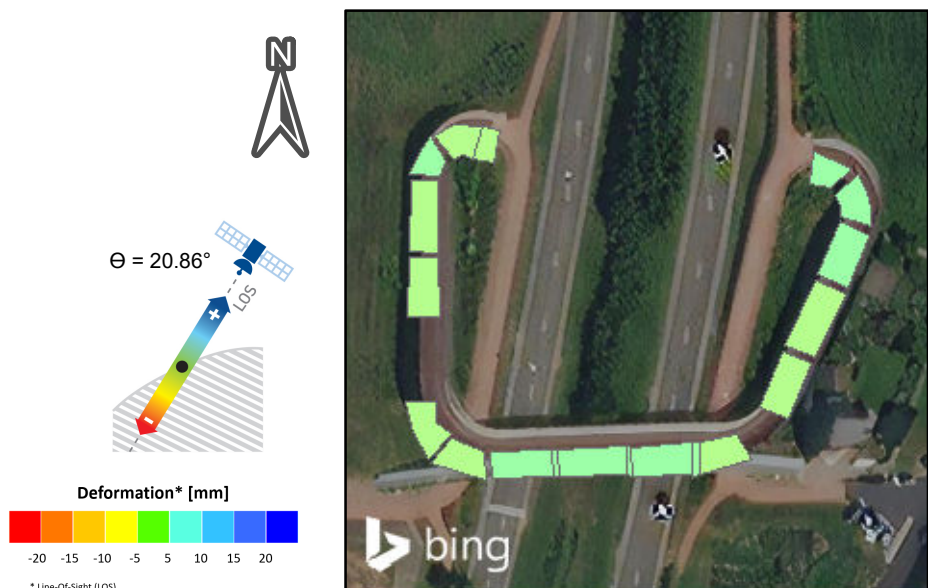 N
Ɵ = 20.86°
LOS
+
-
Deformation* [mm]
-20 -15 -10 -5 5 10 15 20
* Line-Of-Sight (LOS)
bing